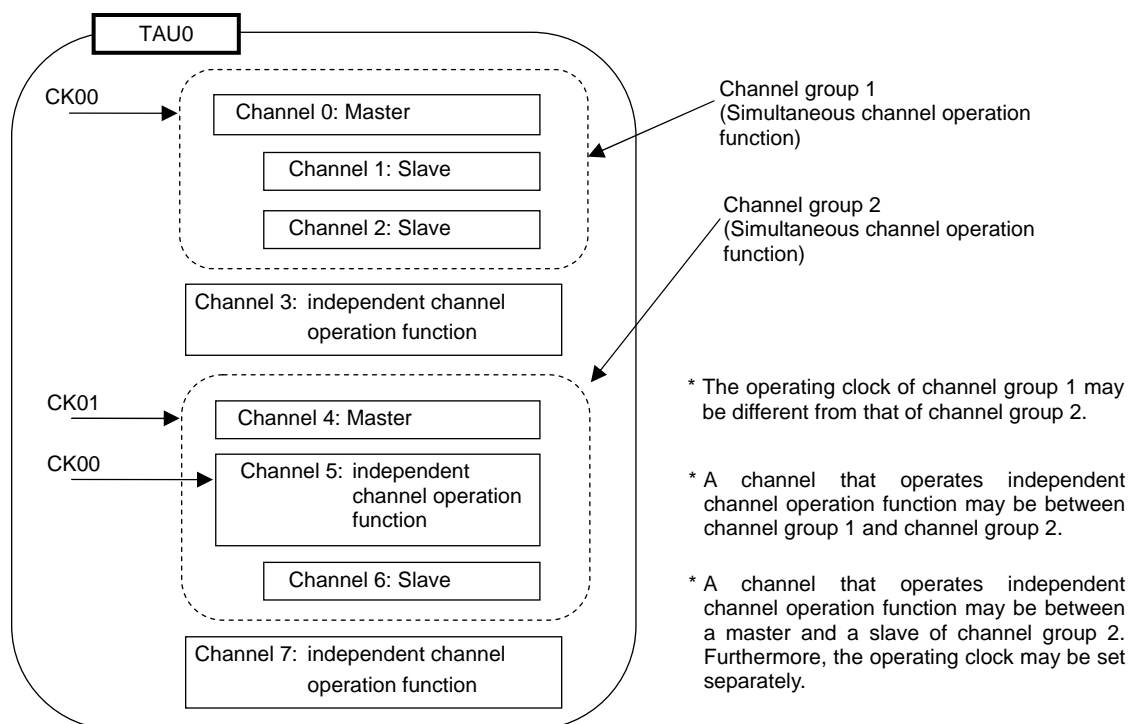 TAU0
CK00
Channel 0: Master
Channel 1: Slave
Channel 2: Slave
Channel group 1
(Simultaneous channel operation
function)
Channel group 2
(Simultaneous channel operation
function)
Channel 3: independent channel
operation function
CK01
Channel 4: Master
CK00
Channel 5: independent
channel operation
function
Channel 6: Slave
Channel 7: independent channel
operation function
* The operating clock of channel group 1 may
be different from that of channel group 2.
* A channel that operates independent
channel operation function may be between
channel group 1 and channel group 2.
* A channel that operates independent
channel operation function may be between
a master and a slave of channel group 2.
Furthermore, the operating clock may be set
separately.